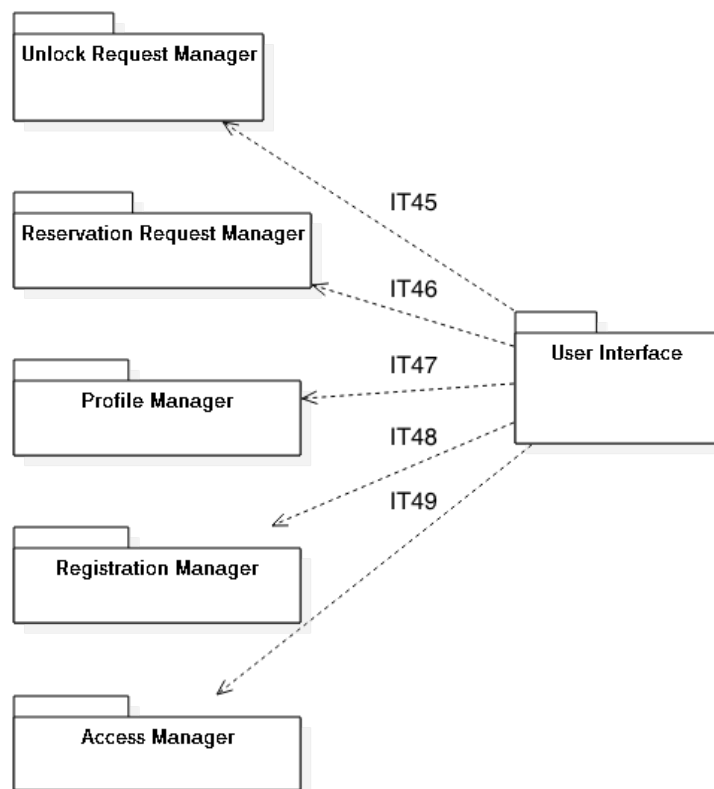 Unlock Request Manager
IT45
Reservation Request Manager
IT46
User Interface
IT47
Profile Manager
IT48
IT49
Registration Manager
Access Manager